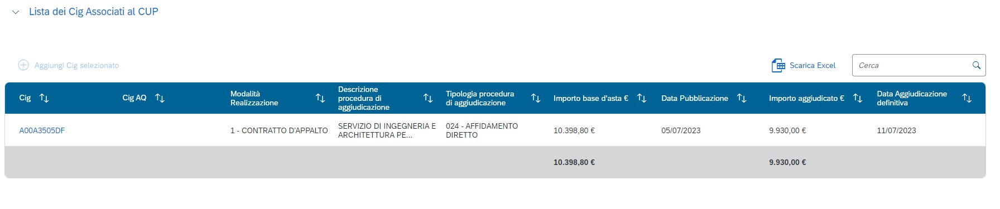 Lista dei Cig Associati al CUP
Aggiungi Cig selezionato
Scarica Excel
Cerca
Cig
Cig AQ
Modalità
Realizzazione
Descrizione
procedura di
aggiudicazione
Tipologia procedura
di aggiudicazione
Importo base d'asta €
Data Pubblicazione
Importo aggiudicato €
Data Aggiudicazione
definitiva
A00A3505DF
1 - CONTRATTO D'APPALTO
SERVIZIO DI INGEGNERIA E
ARCHITETTURA PE...
024 - AFFIDAMENTO
DIRETTO
10.398,80 €
05/07/2023
9.930,00 €
11/07/2023
10.398,80 €
9.930,00 €